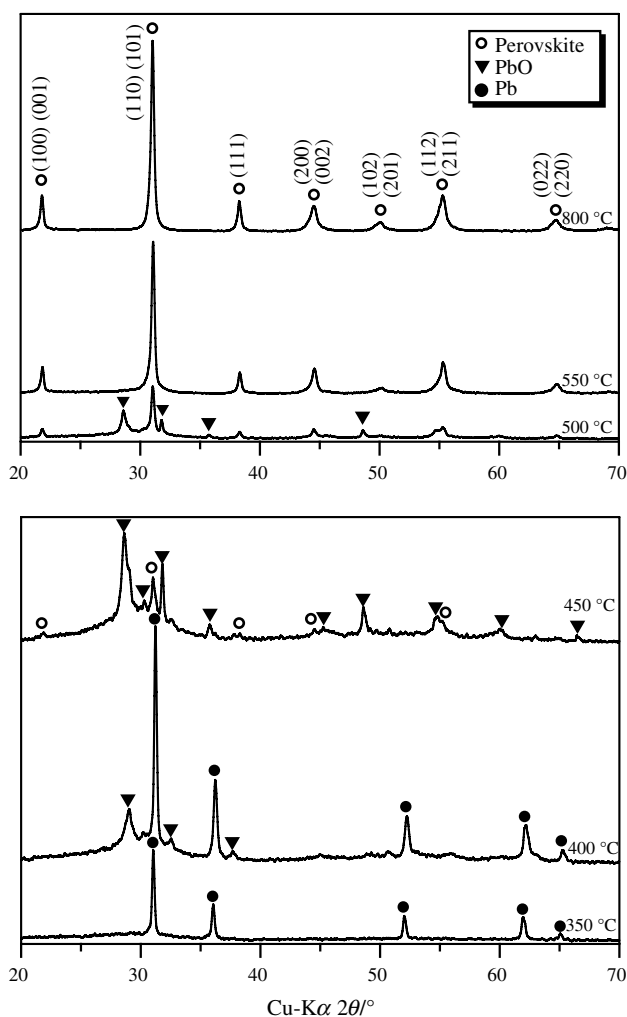 Perovskite
PbO
Pb
(100) (001)
(110) (101)
(111)
(200)
(002)
(102)
(201)
(112)
(211)
(022)
(220)
800 °C
550 °C
500 °C
20 30 40 50 60 70
450 °C
400 °C
350 °C
20 30 40 50 60 70
Cu-Kα 2θ/°